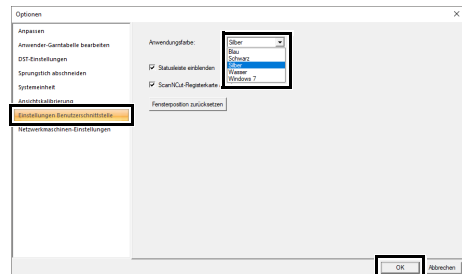 Optionen
Anpassen
Anwender-Garntabelle bearbeiten
DST-Einstellungen
Sprungstich abschneiden
Systemeinheit
Ansichtskalibrierung
Einstellungen Benutzerschnittstelle
Netzwerkmaschinen-Einstellungen
Anwendungsfarbe:
Silber
Blau
Schwarz
Silber
Wasser
Windows 7
Statusleiste einblenden
ScanNCut-Registerkarte
Fensterposition zurücksetzen
OK
Abbrechen